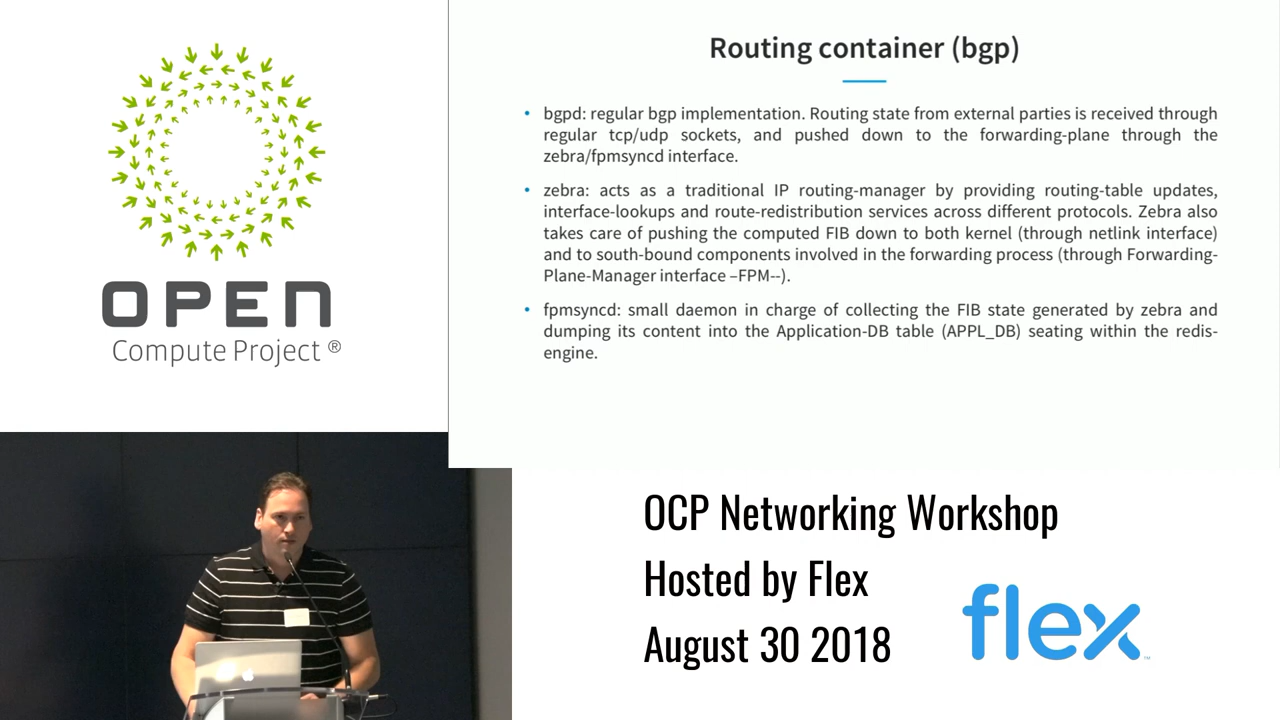 OPEN
Compute Project ®
Routing container (bgp)
• bgpd: regular bgp implementation. Routing state from external parties is received through
regular tcp/udp sockets, and pushed down to the forwarding-plane through the
zebra/fpmsyncd interface.
• zebra: acts as a traditional IP routing-manager by providing routing-table updates,
interface-lookups and route-redistribution services across different protocols. Zebra also
takes care of pushing the computed FIB down to both kernel (through netlink interface)
and to south-bound components involved in the forwarding process (through Forwarding-
Plane-Manager interface –FPM--).
• fpmsyncd: small daemon in charge of collecting the FIB state generated by zebra and
dumping its content into the Application-DB table (APPL_DB) seating within the redis-
engine.
OCP Networking Workshop
Hosted by Flex
August 30 2018
flex